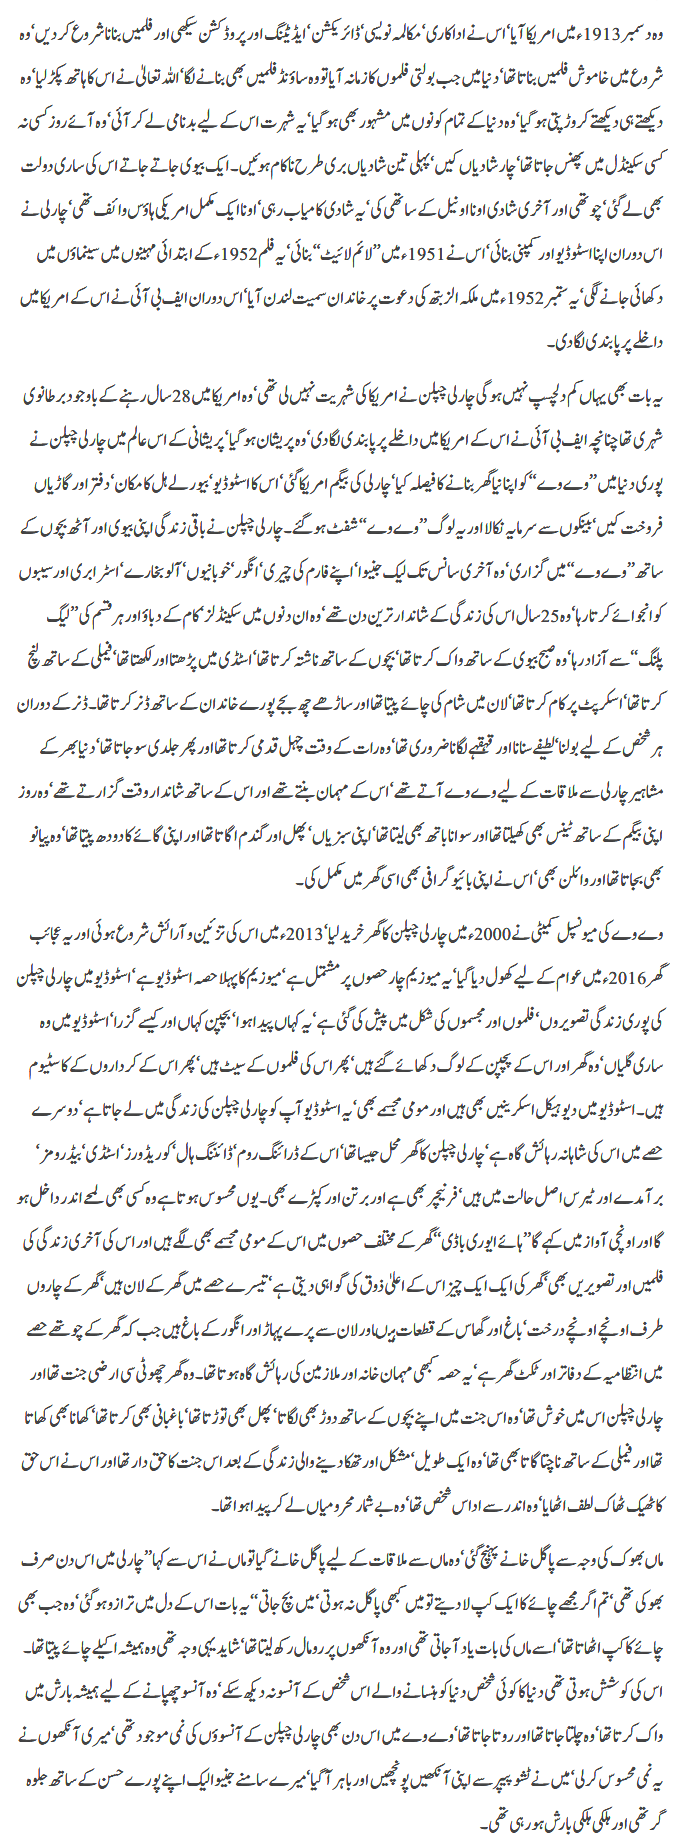 وہ دسمبر 1913ء میں امریکا آیا‘ اس نے اداکاری‘ مکالمہ نویسی‘ ڈائریکشن‘ ایڈیٹنگ اور پروڈکشن سیکھی اور فلمیں بنانا شروع کر دیں‘ وہ
شروع میں خاموش فلمیں بناتا تھا‘ دنیا میں جب بولتی فلموں کا زمانہ آیا تو وہ ساؤنڈ فلمیں بھی بنانے لگا‘ اللہ تعالیٰ نے اس کا ہاتھ پکڑ لیا‘ وہ
دیکھتے ہی دیکھتے کروڑ پتی ہو گیا‘ وہ دنیا کے تمام کونوں میں مشہور بھی ہو گیا‘ یہ شہرت اس کے لیے بدنامی لے کر آئی‘ وہ آئے روز کسی نہ
کسی سکینڈل میں پھنس جاتا تھا‘ چار شادیاں کیں‘ پہلی تین شادیاں بری طرح ناکام ہوئیں۔ ایک بیوی جاتے جاتے اس کی ساری دولت
بھی لے گئی‘ چوتھی اور آخری شادی اونا اونیل کے ساتھ کی‘ یہ شادی کامیاب رہی‘ اونا ایک مکمل امریکی ہاؤس وائف تھی‘ چارلی نے
اس دوران اپنا اسٹوڈیو اور کمپنی بنائی‘ اس نے 1951ء میں ’’لائم لائیٹ‘‘ بنائی‘ یہ فلم 1952ء کے ابتدائی مہینوں میں سینماؤں میں
دکھائی جانے لگی‘ یہ ستمبر 1952ء میں ملکہ الزبتھ کی دعوت پر خاندان سمیت لندن آیا‘ اس دوران ایف بی آئی نے اس کے امریکا میں
داخلے پر پابندی لگا دی۔
یہ بات بھی یہاں کم دلچسپ نہیں ہو گی چارلی چپلن نے امریکا کی شہریت نہیں لی تھی‘ وہ امریکا میں 28 سال رہنے کے باوجود برطانوی
شہری تھا چنانچہ ایف بی آئی نے اس کے امریکا میں داخلے پر پابندی لگا دی‘ وہ پریشان ہو گیا‘ پریشانی کے اس عالم میں چارلی چپلن نے
پوری دنیا میں ’’وے وے‘‘ کو اپنا نیا گھر بنانے کا فیصلہ کیا‘ چارلی کی بیگم امریکا گئی‘ اس کا اسٹوڈیو‘ بیورلے ہل کا مکان‘ دفتر اور گاڑیاں
فروخت کیں‘ بینکوں سے سرمایہ نکالا اور یہ لوگ ’’وے وے‘‘ شفٹ ہو گئے۔ چارلی چپلن نے باقی زندگی اپنی بیوی اور آٹھ بچوں کے
ساتھ ’’وے وے‘‘ میں گزاری‘ وہ آخری سانس تک لیک جنیوا‘ اپنے فارم کی چیری‘ انگور‘ خوبانیوں‘ آلو بخارے‘ اسٹرابری اور سیبوں
کو انجوائے کرتا رہا‘ وہ 25 سال اس کی زندگی کے شاندار ترین دن تھے‘ وہ ان دنوں میں سکینڈلز‘ کام کے دباؤ اور ہر قسم کی ’’لیگ
پلنگ‘‘ سے آزاد رہا‘ وہ صبح بیوی کے ساتھ واک کرتا تھا‘ بچوں کے ساتھ ناشتہ کرتا تھا‘ اسٹڈی میں پڑھتا اور لکھتا تھا‘ فیملی کے ساتھ لنچ
کرتا تھا‘ اسکرپٹ پر کام کرتا تھا‘ لان میں شام کی چائے پیتا تھا اور ساڑھے چھ بجے پورے خاندان کے ساتھ ڈنر کرتا تھا۔ ڈنر کے دوران
ہر شخص کے لیے بولنا‘ لطیفے سنانا اور قہقہے لگانا ضروری تھا‘ وہ رات کے وقت چہل قدمی کرتا تھا اور پھر جلدی سو جاتا تھا‘ دنیا بھر کے
مشاہیر چارلی سے ملاقات کے لیے وے وے آتے تھے‘ اس کے مہمان بنتے تھے اور اس کے ساتھ شاندار وقت گزارتے تھے‘ وہ روز
اپنی بیگم کے ساتھ ٹینس بھی کھیلتا تھا اور سوانا باتھ بھی لیتا تھا‘ اپنی سبزیاں‘ پھل اور گندم اگاتا تھا اور اپنی گائے کا دودھ پیتا تھا‘ وہ پیانو
بھی بجاتا تھا اور وائلن بھی‘ اس نے اپنی بائیو گرافی بھی اسی گھر میں مکمل کی۔
وے وے کی میونسپل کمیٹی نے 2000ء میں چارلی چپلن کا گھر خرید لیا‘ 2013ء میں اس کی تزئین و آرائش شروع ہوئی اور یہ عجائب
گھر 2016ء میں عوام کے لیے کھول دیا گیا‘ یہ میوزیم چار حصوں پر مشتمل ہے‘ میوزیم کا پہلا حصہ اسٹوڈیو ہے‘ اسٹوڈیو میں چارلی چپلن
کی پوری زندگی تصویروں‘ فلموں اور مجسموں کی شکل میں پیش کی گئی ہے‘ یہ کہاں پیدا ہوا‘ بچپن کہاں اور کیسے گزرا‘ اسٹوڈیو میں وہ
ساری گلیاں‘ وہ گھر اور اس کے بچپن کے لوگ دکھائے گئے ہیں‘ پھر اس کی فلموں کے سیٹ ہیں‘ پھر اس کے کرداروں کے کاسٹیوم
ہیں۔ اسٹوڈیو میں دیوہیکل اسکرینیں بھی ہیں اور مومی مجسمے بھی‘ یہ اسٹوڈیو آپ کو چارلی چپلن کی زندگی میں لے جاتا ہے‘ دوسرے
حصے میں اس کی شاہانہ رہائش گاہ ہے‘ چارلی چپلن کا گھر محل جیسا تھا‘ اس کے ڈرائنگ روم‘ ڈائننگ ہال‘ کوریڈورز‘ اسٹڈی‘ بیڈ رومز‘
برآمدے اور ٹیرس اصل حالت میں ہیں‘ فرنیچر بھی ہے اور برتن اور کپڑے بھی۔ یوں محسوس ہوتا ہے وہ کسی بھی لمحے اندر داخل ہو
گا اور اونچی آواز میں کہے گا ’’ہائے ایوری باڈی‘‘ گھر کے مختلف حصوں میں اس کے مومی مجسمے بھی لگے ہیں اور اس کی آخری زندگی کی
فلمیں اور تصویریں بھی‘ گھر کی ایک ایک چیز اس کے اعلیٰ ذوق کی گواہی دیتی ہے‘ تیسرے حصے میں گھر کے لان ہیں‘ گھر کے چاروں
طرف اونچے اونچے درخت‘ باغ اور گھاس کے قطعات ہیں اور لان سے پرے پہاڑ اور انگور کے باغ ہیں جب کہ گھر کے چوتھے حصے
میں انتظامیہ کے دفاتر اور ٹکٹ گھر ہے‘ یہ حصہ کبھی مہمان خانہ اور ملازمین کی رہائش گاہ ہوتا تھا۔ وہ گھر چھوٹی سی ارضی جنت تھا اور
چارلی چپلن اس میں خوش تھا‘ وہ اس جنت میں اپنے بچوں کے ساتھ دوڑ بھی لگاتا‘ پھل بھی توڑتا تھا‘ باغبانی بھی کرتا تھا‘ کھانا بھی کھاتا
تھا اور فیملی کے ساتھ ناچتا گاتا بھی تھا‘ وہ ایک طویل‘ مشکل اور تھکا دینے والی زندگی کے بعد اس جنت کا حق دار تھا اور اس نے اس حق
کا ٹھیک ٹھاک لطف اٹھایا‘ وہ اندر سے اداس شخص تھا‘ وہ بے شمار محرومیاں لے کر پیدا ہوا تھا۔
ماں بھوک کی وجہ سے پاگل خانے پہنچ گئی‘ وہ ماں سے ملاقات کے لیے پاگل خانے گیا تو ماں نے اس سے کہا ’’چارلی میں اس دن صرف
بھوکی تھی‘ تم اگر مجھے چائے کا ایک کپ لا دیتے تو میں کبھی پاگل نہ ہوتی‘ میں بچ جاتی‘‘ یہ بات اس کے دل میں ترازو ہو گئی‘ وہ جب بھی
چائے کا کپ اٹھاتا تھا‘ اسے ماں کی بات یاد آ جاتی تھی اور وہ آنکھوں پر رومال رکھ لیتا تھا‘ شاید یہی وجہ تھی وہ ہمیشہ اکیلے چائے پیتا تھا۔
اس کی کوشش ہوتی تھی دنیا کا کوئی شخص دنیا کو ہنسانے والے اس شخص کے آنسو نہ دیکھ سکے‘ وہ آنسو چھپانے کے لیے ہمیشہ بارش میں
واک کرتا تھا‘ وہ چلتا جاتا تھا اور روتا جاتا تھا‘ وے وے میں اس دن بھی چارلی چپلن کے آنسوؤں کی نمی موجود تھی‘ میری آنکھوں نے
یہ نمی محسوس کر لی‘ میں نے ٹشو پیپر سے اپنی آنکھیں پونچھیں اور باہر آ گیا‘ میرے سامنے جنیوا لیک اپنے پورے حسن کے ساتھ جلوہ
گر تھی اور ہلکی ہلکی بارش ہو رہی تھی۔